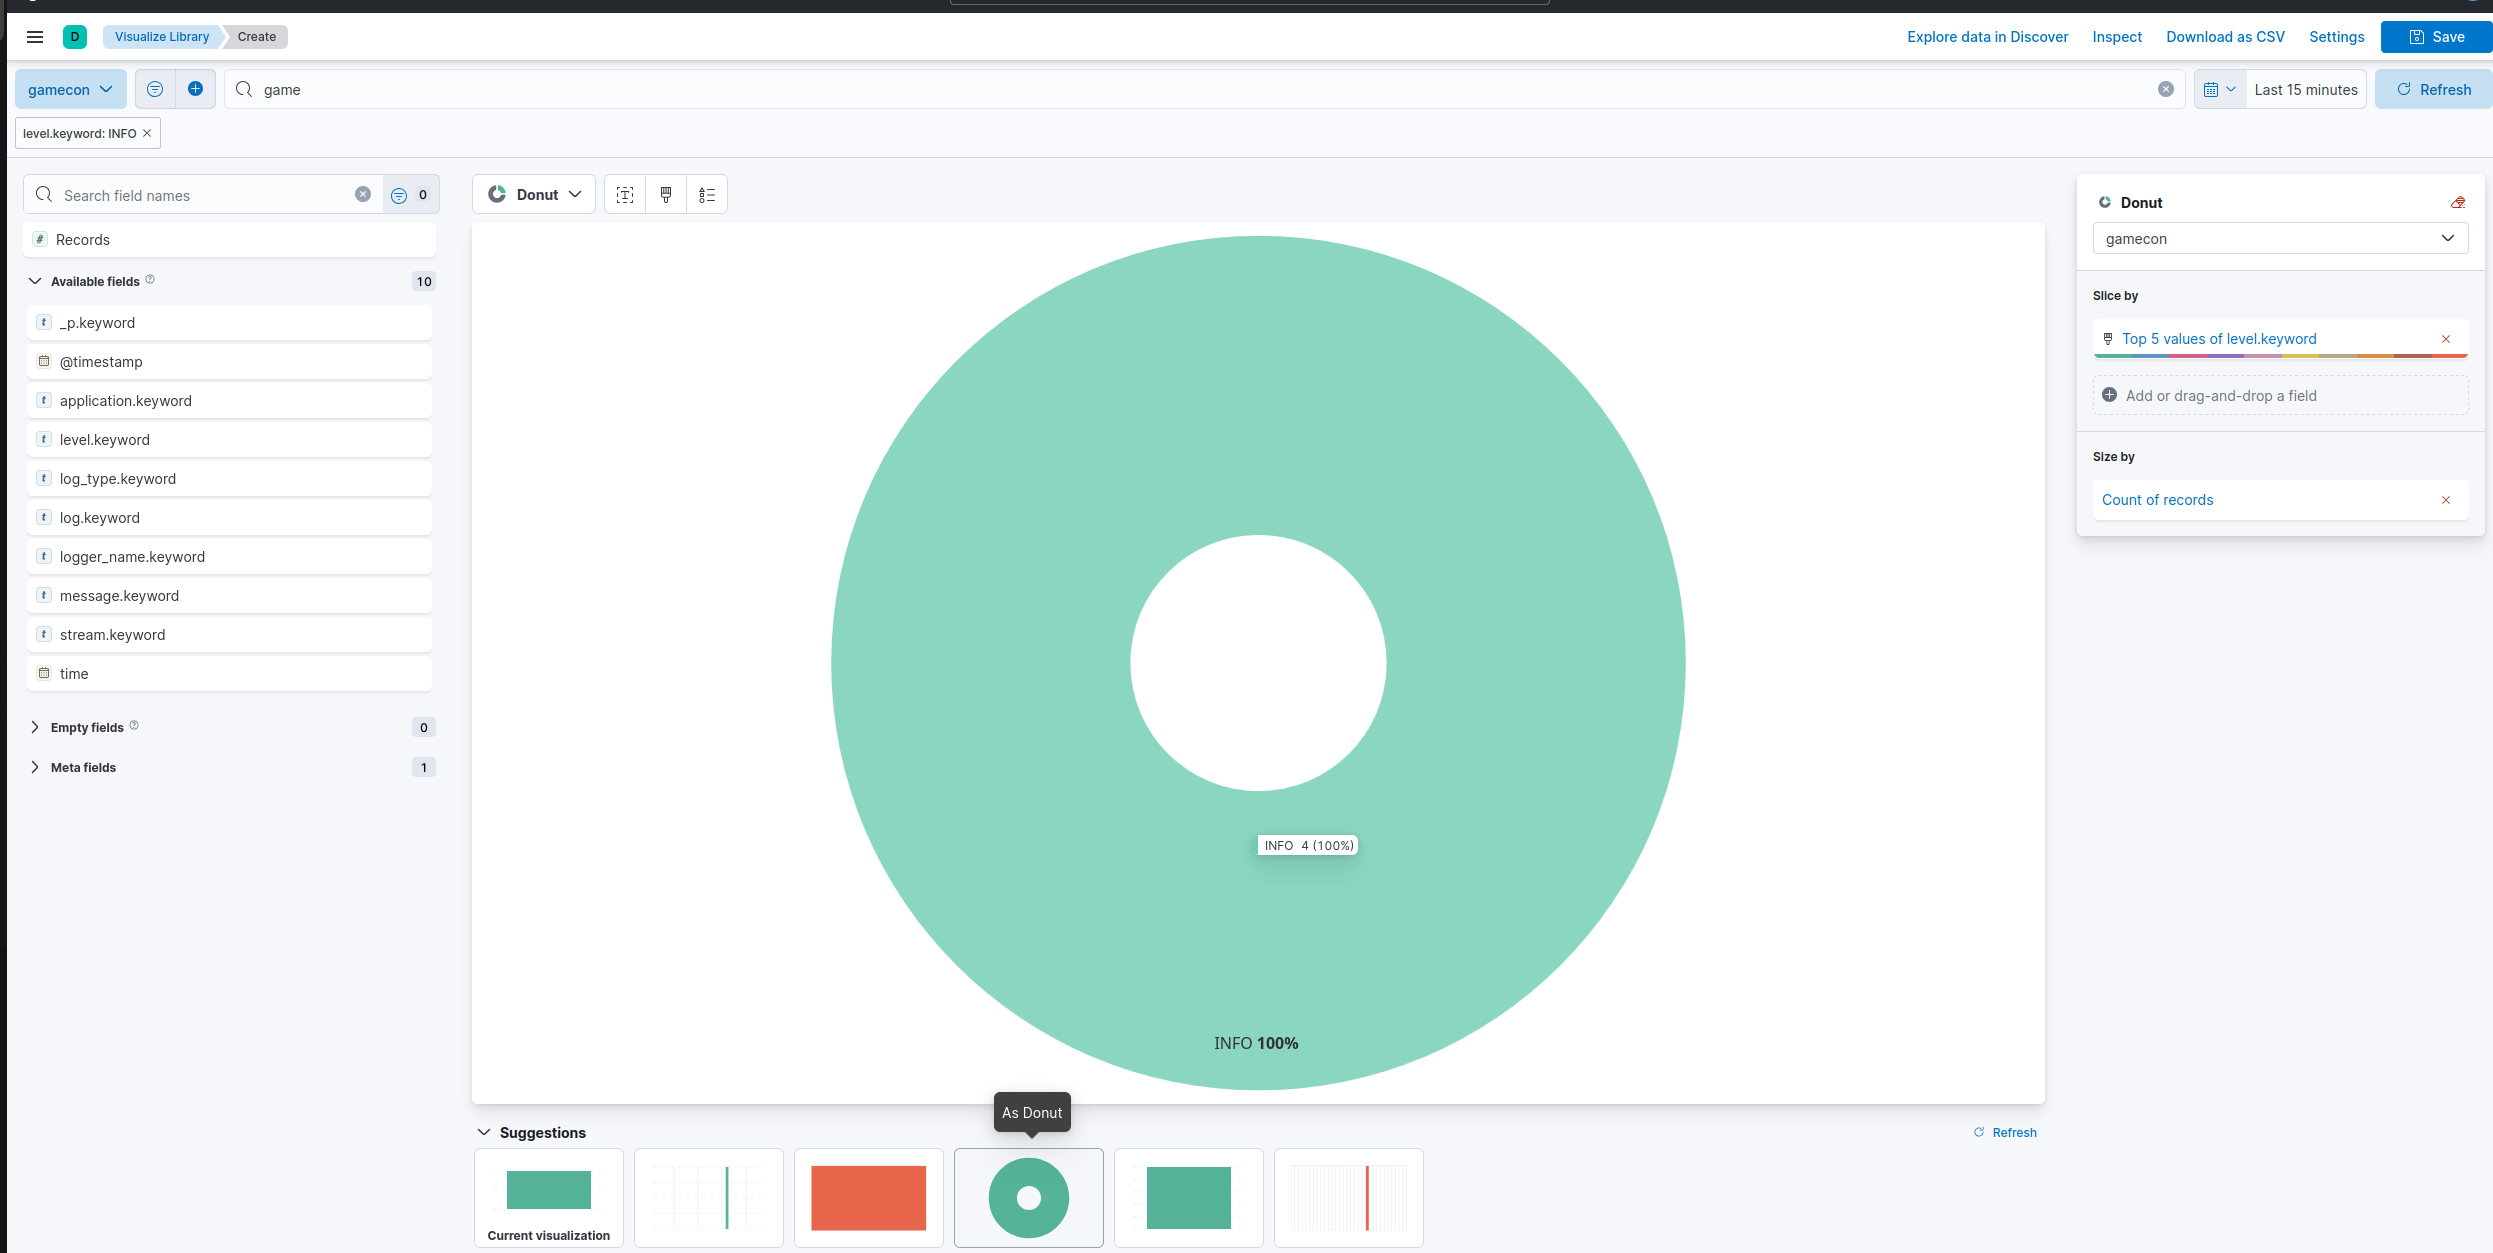 D Visualize Library Create Explore data in Discover Inspect Download as CSV Settings Save
gamecon game Last 15 minutes Refresh
level.keyword: INFO
Search field names 0
Records
Available fields 10
_p.keyword
@timestamp
application.keyword
level.keyword
log_type.keyword
log.keyword
logger_name.keyword
message.keyword
stream.keyword
time
Empty fields 0
Meta fields 1
Donut
INFO 4 (100%)
INFO 100%
As Donut
Suggestions Refresh
Current visualization
Donut
gamecon
Slice by
Top 5 values of level.keyword
Add or drag-and-drop a field
Size by
Count of records